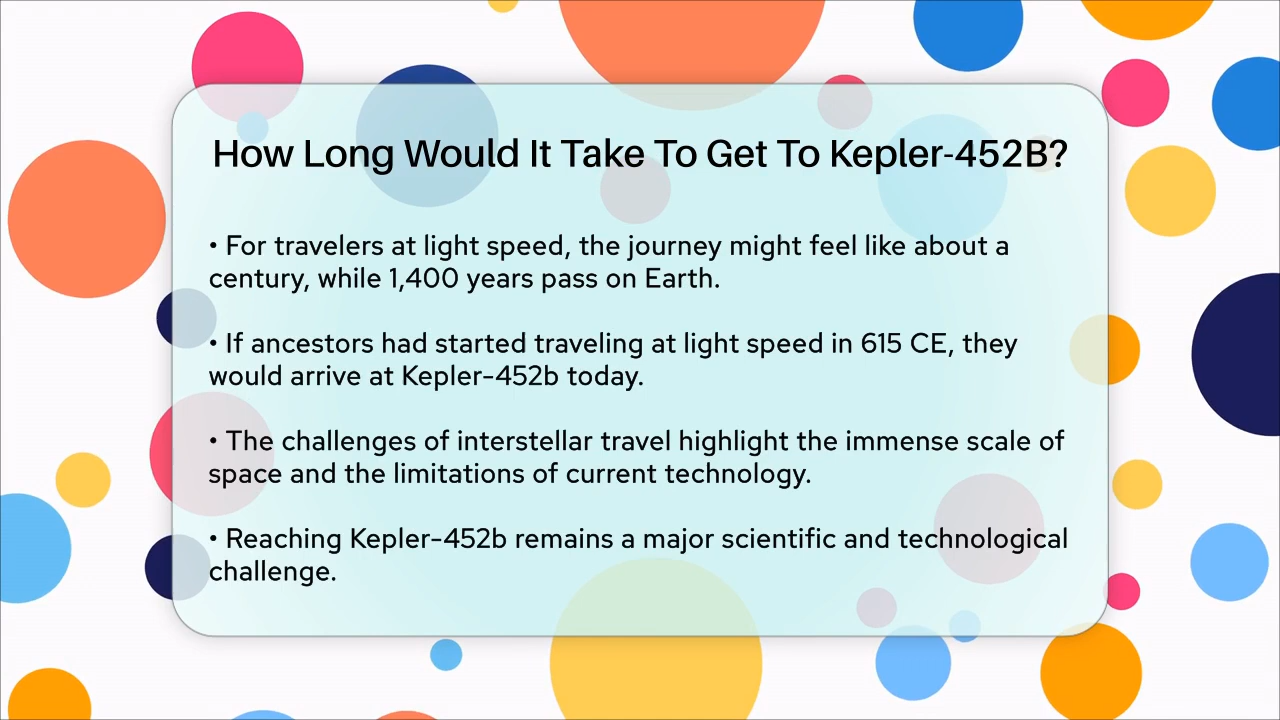 How Long Would It Take To Get To Kepler-452B?
• For travelers at light speed, the journey might feel like about a
century, while 1,400 years pass on Earth.
• If ancestors had started traveling at light speed in 615 CE, they
would arrive at Kepler-452b today.
• The challenges of interstellar travel highlight the immense scale of
space and the limitations of current technology.
• Reaching Kepler-452b remains a major scientific and technological
challenge.